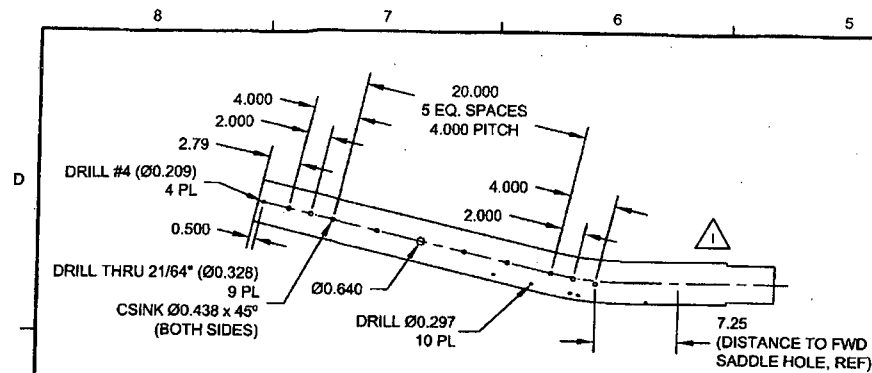 8 7 6 5
D
20.000
5 EQ. SPACES
4.000 PITCH
4.000
2.000
2.79
DRILL #4 (Ø0.209)
4 PL
0.500
DRILL THRU 21/64" (Ø0.328)
9 PL
CSINK Ø0.438 x 45º
(BOTH SIDES)
Ø0.640
DRILL Ø0.297
10 PL
4.000
2.000
1
7.25
(DISTANCE TO FWD
SADDLE HOLE, REF)